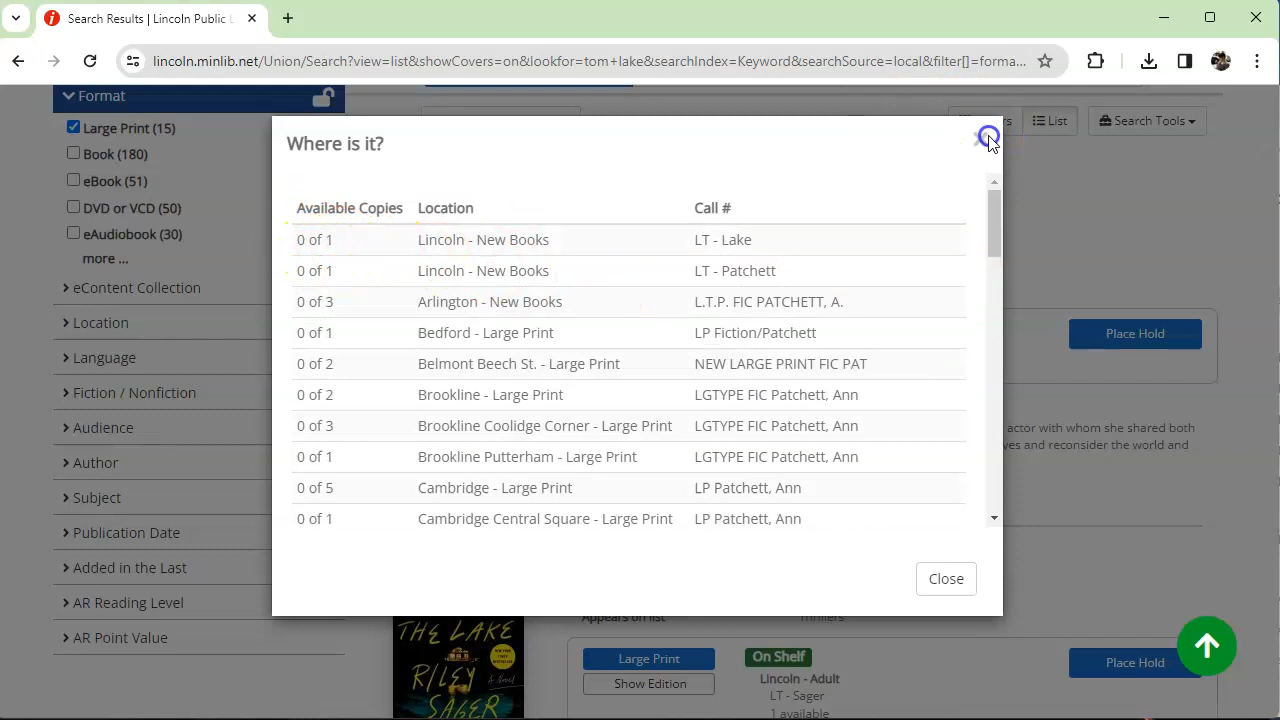 Search Results | Lincoln Public L
lincoln.minlib.net/Union/Search?view=list&showCovers=on&lookfor=tom+lake&searchIndex=Keyword&searchSource=local&filter[]=forma...
Format
Large Print (15)
Book (180)
eBook (51)
DVD or VCD (50)
eAudiobook (30)
more ...
eContent Collection
Location
Language
Fiction / Nonfiction
Audience
Author
Subject
Publication Date
Added in the Last
AR Reading Level
AR Point Value
List
Search Tools
Where is it?
Available Copies Location Call #
0 of 1 Lincoln - New Books LT - Lake
0 of 1 Lincoln - New Books LT - Patchett
0 of 3 Arlington - New Books L.T.P. FIC PATCHETT, A.
0 of 1 Bedford - Large Print LP Fiction/Patchett
0 of 2 Belmont Beech St. - Large Print NEW LARGE PRINT FIC PAT
0 of 2 Brookline - Large Print LGTYPE FIC Patchett, Ann
0 of 3 Brookline Coolidge Corner - Large Print LGTYPE FIC Patchett, Ann
0 of 1 Brookline Putterham - Large Print LGTYPE FIC Patchett, Ann
0 of 5 Cambridge - Large Print LP Patchett, Ann
0 of 1 Cambridge Central Square - Large Print LP Patchett, Ann
Close
Place Hold
actor with whom she shared both
ves and reconsider the world and
Appears on list Thrillers
THE LAKE
RILEY
SAGER
A Novel
Large Print
Show Edition
On Shelf
Lincoln - Adult
LT - Sager
1 available
Place Hold